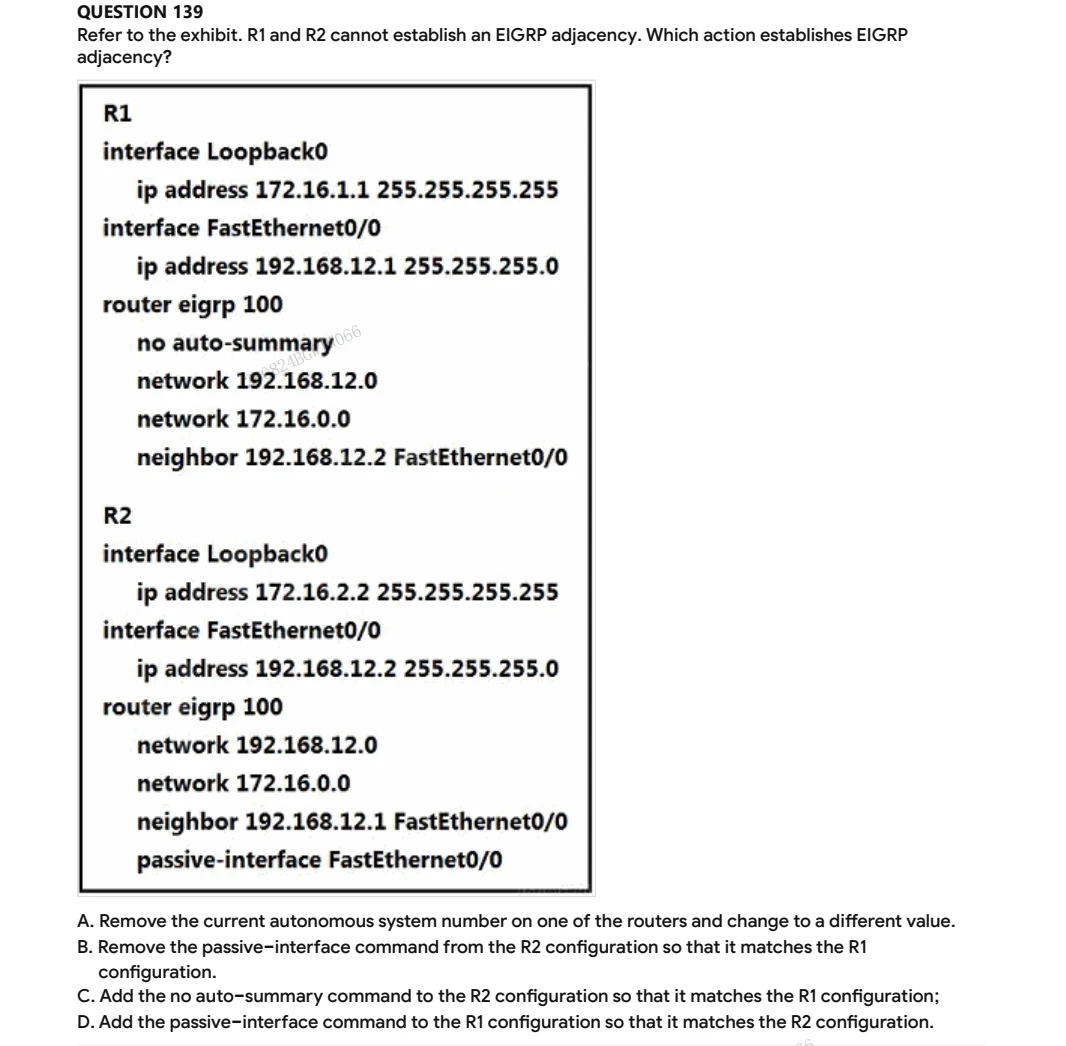 QUESTION 139
Refer to the exhibit. R1 and R2 cannot establish an EIGRP adjacency. Which action establishes EIGRP
adjacency?
R1
interface Loopback0
ip address 172.16.1.1 255.255.255.255
interface FastEthernet0/0
ip address 192.168.12.1 255.255.255.0
router eigrp 100
no auto-summary
network 192.168.12.0
network 172.16.0.0
neighbor 192.168.12.2 FastEthernet0/0
R2
interface Loopback0
ip address 172.16.2.2 255.255.255.255
interface FastEthernet0/0
ip address 192.168.12.2 255.255.255.0
router eigrp 100
network 192.168.12.0
network 172.16.0.0
neighbor 192.168.12.1 FastEthernet0/0
passive-interface FastEthernet0/0
A. Remove the current autonomous system number on one of the routers and change to a different value.
B. Remove the passive-interface command from the R2 configuration so that it matches the R1
configuration.
C. Add the no auto-summary command to the R2 configuration so that it matches the R1 configuration;
D. Add the passive-interface command to the R1 configuration so that it matches the R2 configuration.